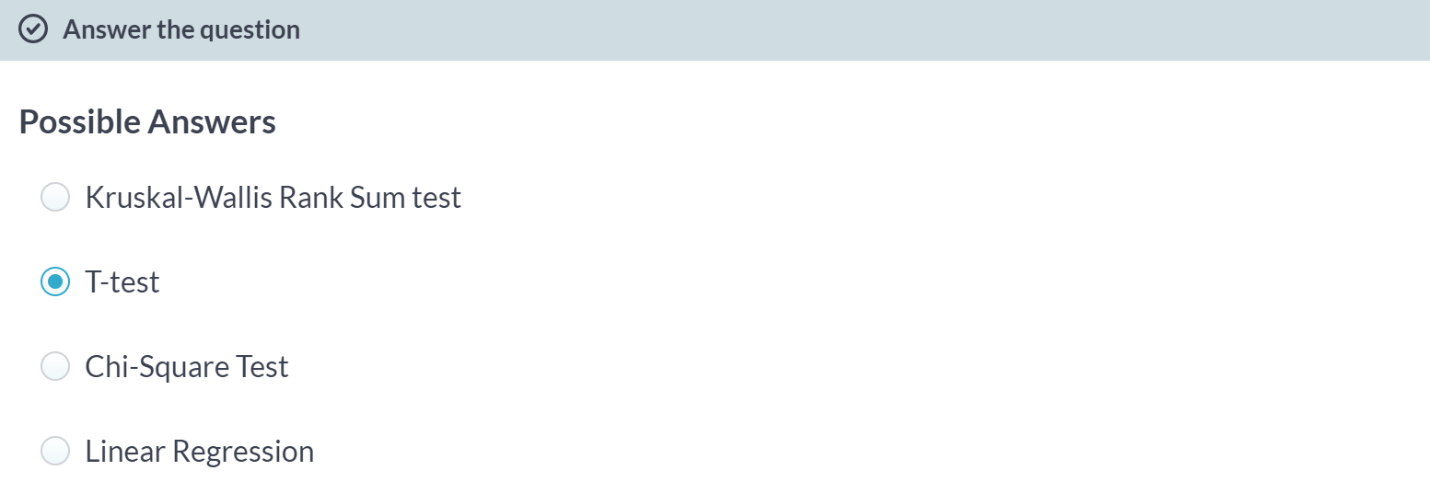 Answer the question
Possible Answers
Kruskal-Wallis Rank Sum test
T-test
Chi-Square Test
Linear Regression